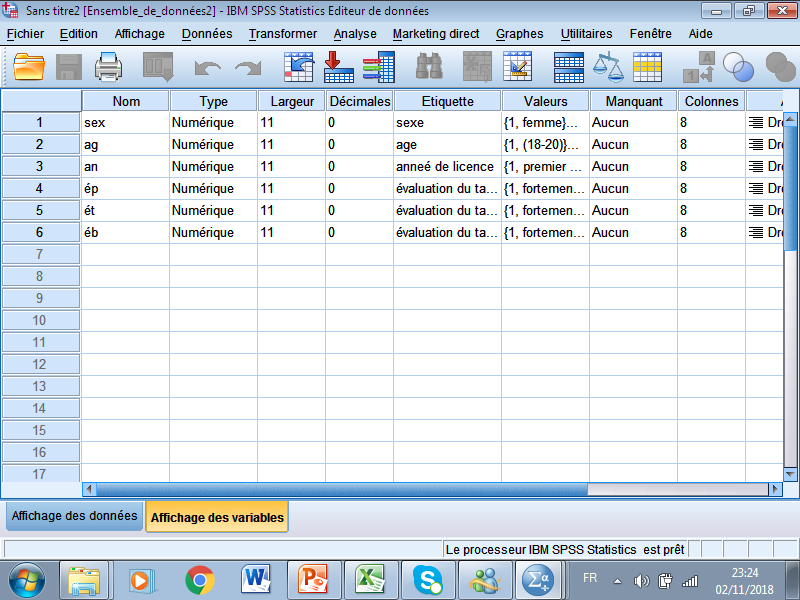 Sans titre2 [Ensemble_de_données2] - IBM SPSS Statistics Editeur de données
Fichier Edition Affichage Données Transformer Analyse Marketing direct Graphes Utilitaires Fenêtre Aide
Nom Type Largeur Décimales Etiquette Valeurs Manquant Colonnes
1 sex Numérique 11 0 sexe {1, femme}... Aucun 8 Dro
2 ag Numérique 11 0 age {1, (18-20)}... Aucun 8 Dro
3 an Numérique 11 0 anneé de licence {1, premier ... Aucun 8 Dro
4 ép Numérique 11 0 évaluation du ta... {1, fortemen... Aucun 8 Dro
5 ét Numérique 11 0 évaluation du ta... {1, fortemen... Aucun 8 Dro
6 éb Numérique 11 0 évaluation du ta... {1, fortemen... Aucun 8 Dro
7
8
9
10
11
12
13
14
15
16
17
Affichage des données Affichage des variables
Le processeur IBM SPSS Statistics est prêt
FR 23:24
02/11/2018